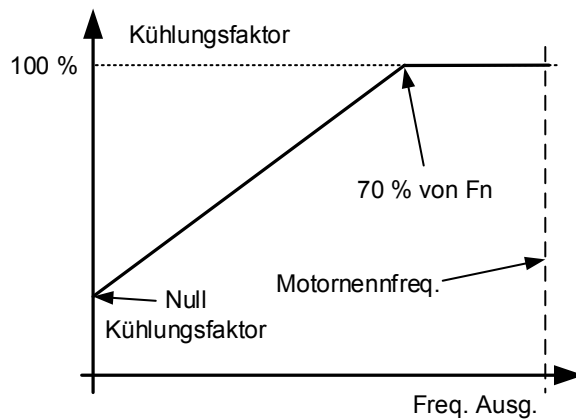 Kühlungsfaktor
100 %
70 % von Fn
Motornennfreq.
Null
Kühlungsfaktor
Freq. Ausg.